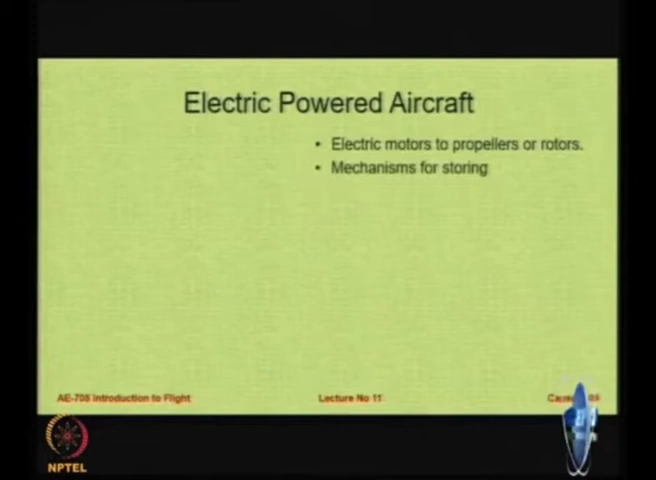 Electric Powered Aircraft
• Electric motors to propellers or rotors.
• Mechanisms for storing
AE-705 Introduction to Flight
Lecture No 11
NPTEL